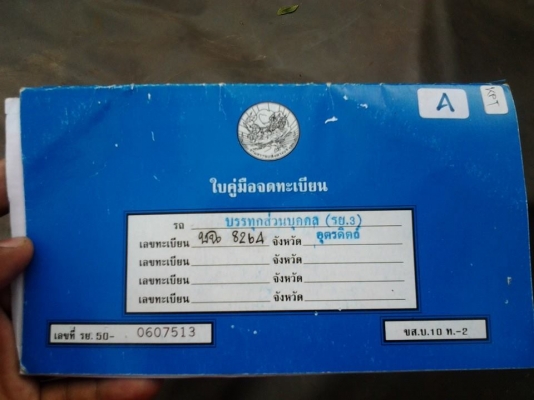 A
KPT
ใบคู่มือจดทะเบียน
รถ บรรทุกส่วนบุคคล (รย.3)
เลขทะเบียน 8264 จังหวัด อุตรดิตถ์
เลขทะเบียน จังหวัด
เลขทะเบียน จังหวัด
เลขทะเบียน จังหวัด
เลขที่ รย. 50- 0607513
ขส.บ.10 ท.-2